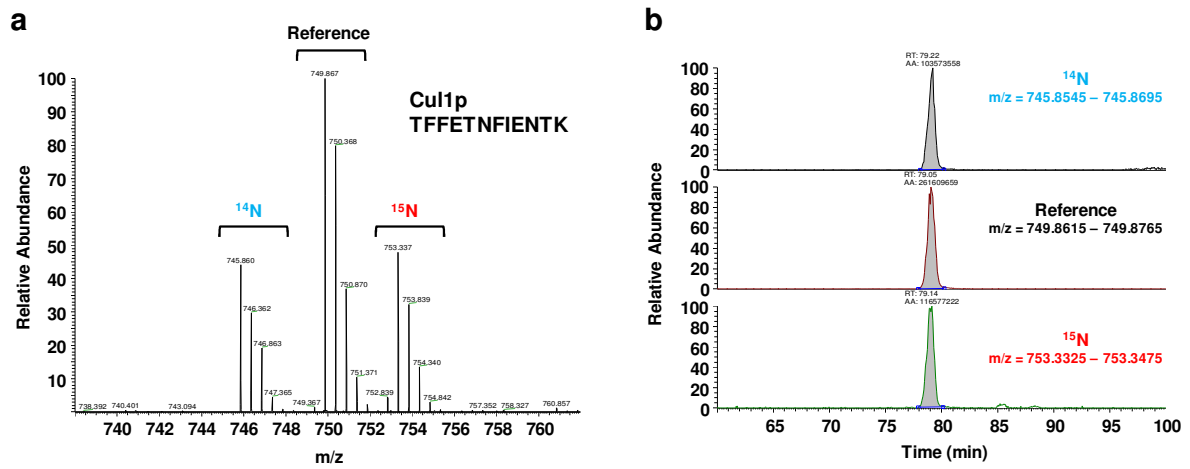 a
Reference
Cul1p
TFFETNFIENTK
14N
15N
749.867
750.368
753.337
745.860
750.870
753.839
746.362
746.863
754.340
751.371
747.365
752.839
749.367
754.842
738.392
740.401
743.094
757.352
758.327
760.857
100
90
80
70
60
50
40
30
20
10
Relative Abundance
740 742 744 746 748 750 752 754 756 758 760
m/z
b
RT: 79.22
AA: 103573558
14N
m/z = 745.8545 – 745.8695
100
80
60
40
20
0
RT: 79.05
AA: 261609659
Reference
m/z = 749.8615 – 749.8765
100
80
60
40
20
0
RT: 79.14
AA: 116577222
15N
m/z = 753.3325 – 753.3475
100
80
60
40
20
0
Relative Abundance
65 70 75 80 85 90 95 100
Time (min)